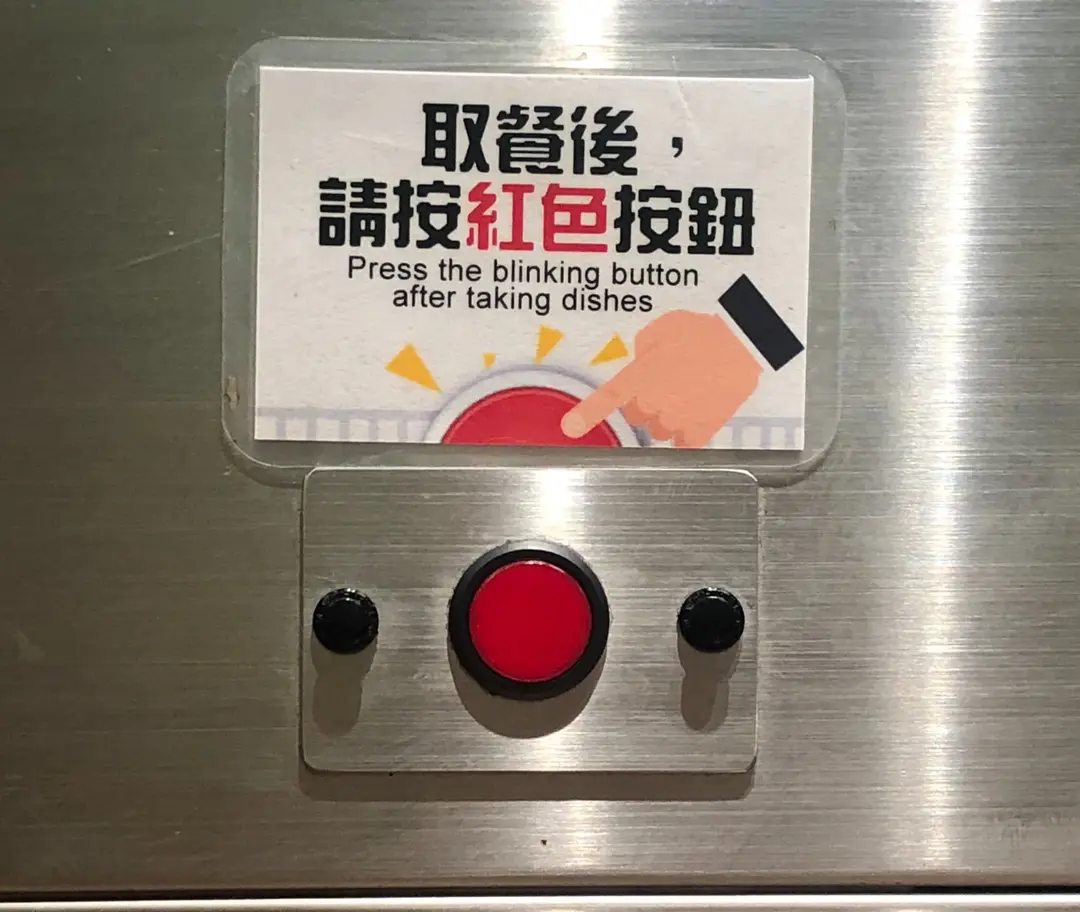 取餐後，
請按紅色按鈕
Press the blinking button
after taking dishes